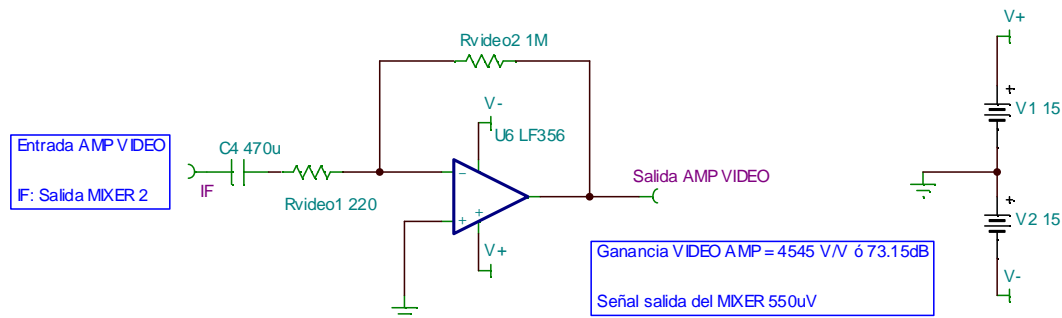 Rvideo2 1M
V+
V-
+
V1 15
U6 LF356
Entrada AMP VIDEO
IF: Salida MIXER 2
C4 470u
IF
Rvideo1 220
-
+
+
Salida AMP VIDEO
+
V2 15
V+
Ganancia VIDEO AMP = 4545 V/V ó 73.15dB
Señal salida del MIXER 550uV
V-